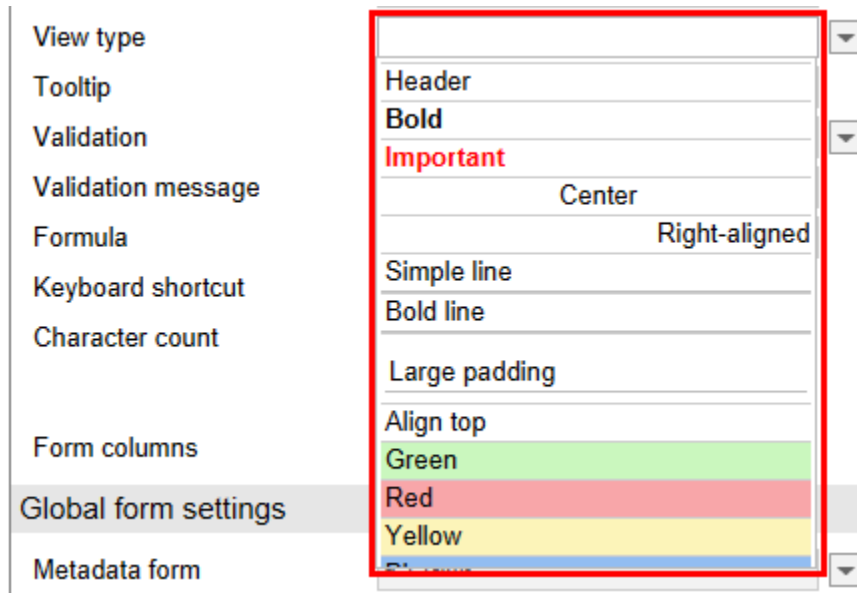 View type
Tooltip
Validation
Validation message
Formula
Keyboard shortcut
Character count
Form columns
Global form settings
Metadada form
Header
Bold
Important
Center
Right-aligned
Simple line
Bold line
Large padding
Align top
Green
Red
Yellow